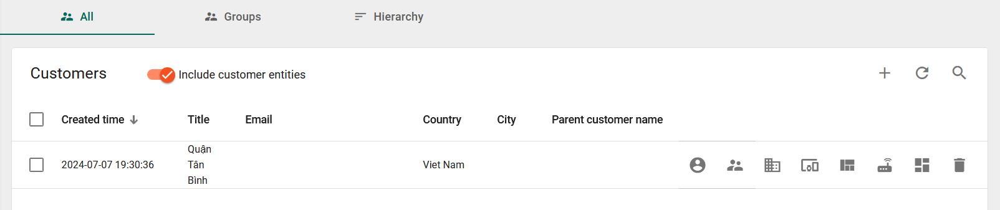 All
Groups
Hierarchy
Customers
Include customer entities
Created time
Title
Email
Country
City
Parent customer name
2024-07-07 19:30:36
Quận
Tân
Bình
Viet Nam